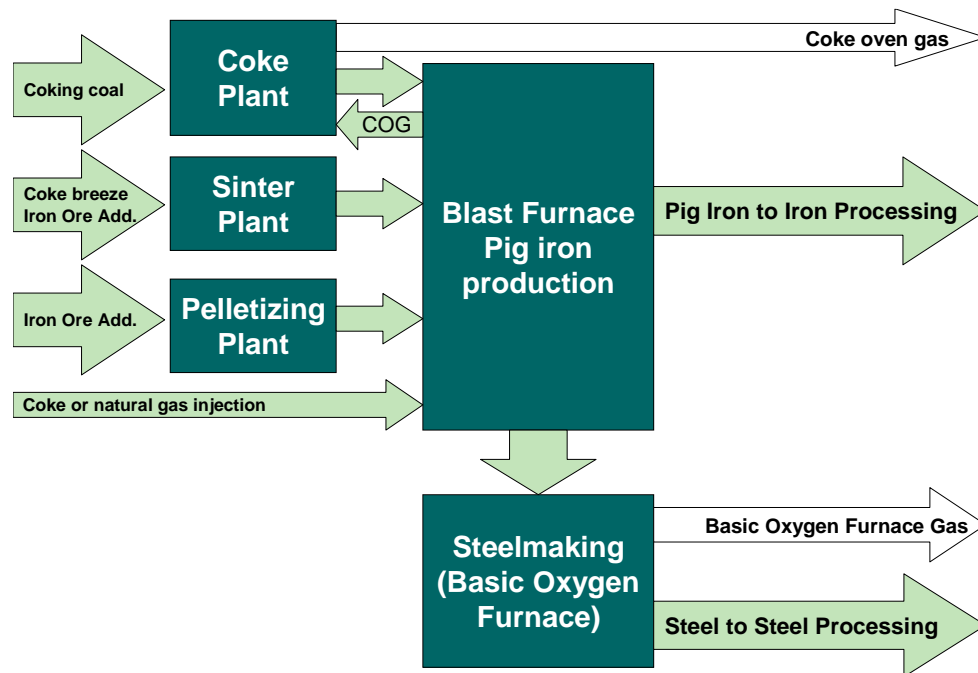 Coke oven gas
Coke
Plant
Coking coal
COG
Coke breeze
Iron Ore Add.
Sinter
Plant
Blast Furnace
Pig iron
production
Pig Iron to Iron Processing
Iron Ore Add.
Pelletizing
Plant
Coke or natural gas injection
Steelmaking
(Basic Oxygen
Furnace)
Basic Oxygen Furnace Gas
Steel to Steel Processing